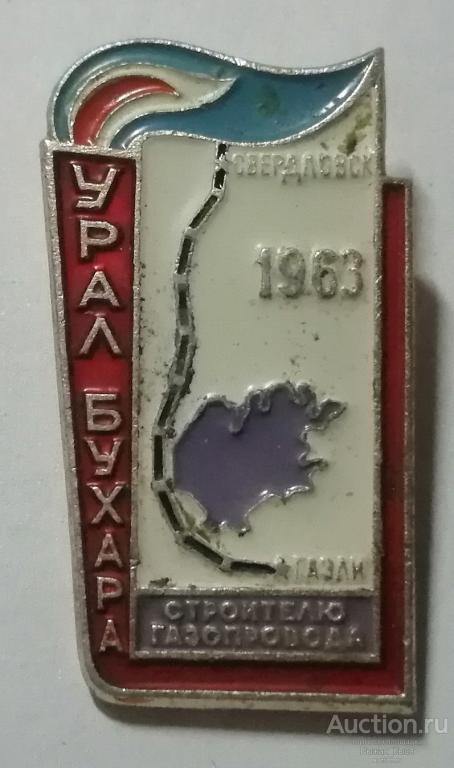 УРАЛ БУХАРА
СВЕРДЛОВСК
1963
ГАЗЛИ
СТРОИТЕЛЮ
ГАЗОПРОВОДА
Auction.ru